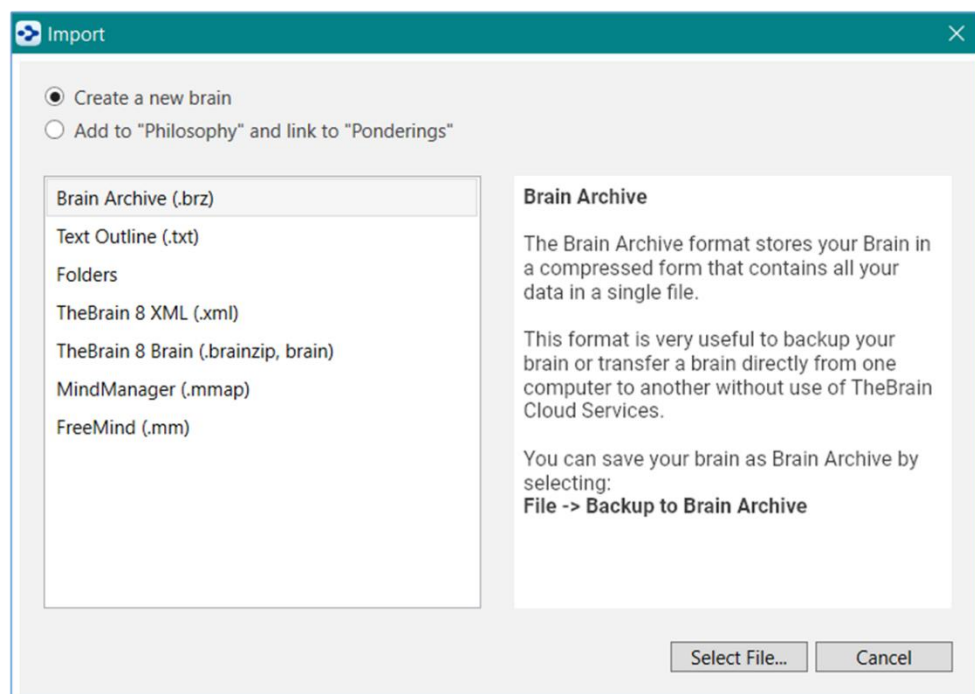 Import
Create a new brain
Add to "Philosophy" and link to "Ponderings"
Brain Archive (.brz)
Text Outline (.txt)
Folders
TheBrain 8 XML (.xml)
TheBrain 8 Brain (.brainzip, brain)
MindManager (.mmap)
FreeMind (.mm)
Brain Archive
The Brain Archive format stores your Brain in
a compressed form that contains all your
data in a single file.
This format is very useful to backup your
brain or transfer a brain directly from one
computer to another without use of TheBrain
Cloud Services.
You can save your brain as Brain Archive by
selecting:
File -> Backup to Brain Archive
Select File...
Cancel